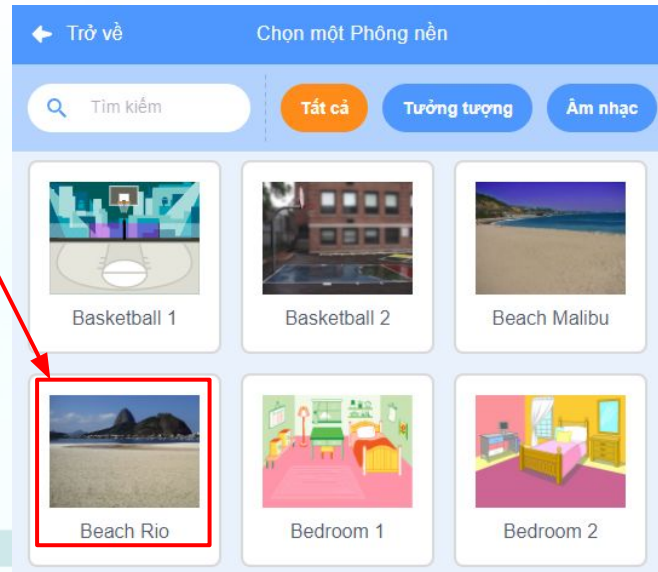 Trở về
Chọn một Phông nền
Tìm kiếm
Tất cả
Tưởng tượng
Âm nhạc
Basketball 1
Basketball 2
Beach Malibu
Beach Rio
Bedroom 1
Bedroom 2